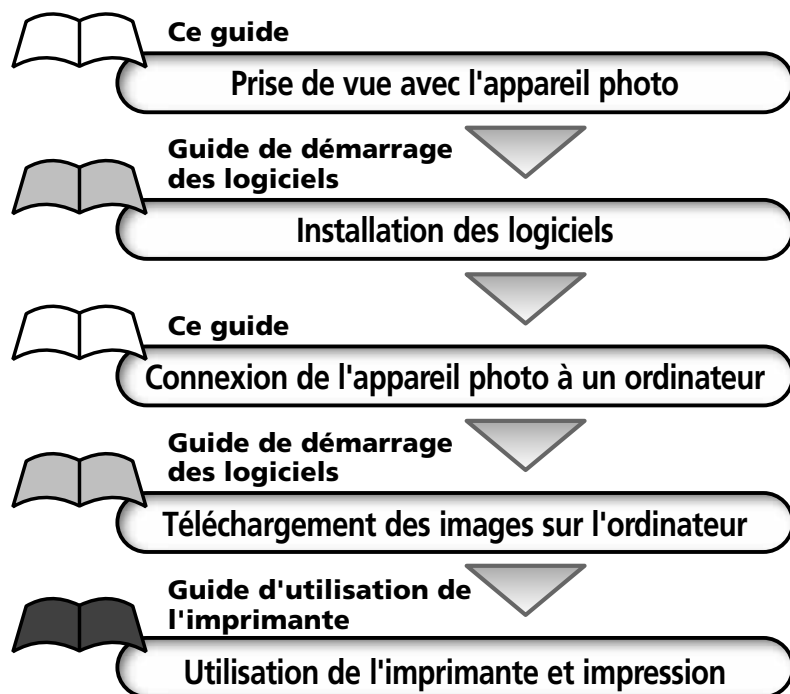 Ce guide
Prise de vue avec l'appareil photo
Guide de démarrage
des logiciels
Installation des logiciels
Ce guide
Connexion de l'appareil photo à un ordinateur
Guide de démarrage
des logiciels
Téléchargement des images sur l'ordinateur
Guide d'utilisation de
l'imprimante
Utilisation de l'imprimante et impression